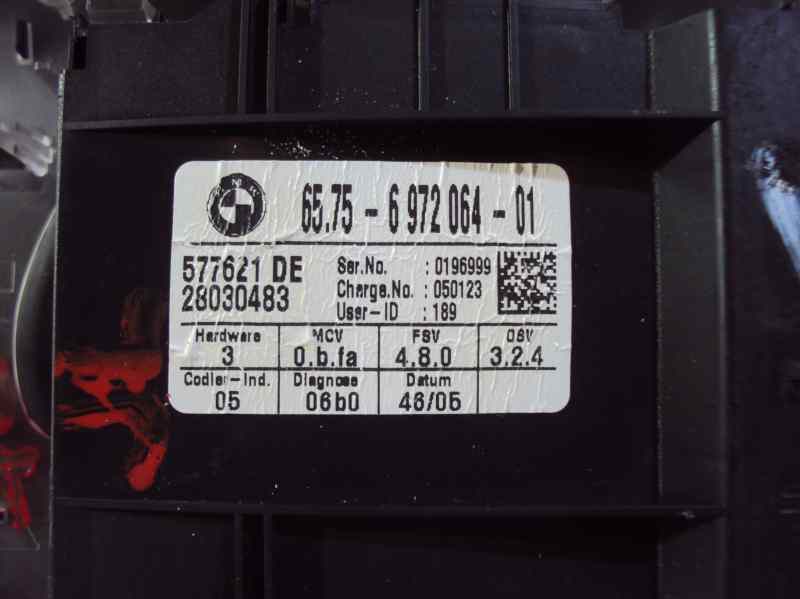 BMW
65.75 - 6 972 064 - 01
577621 DE
28030483
Ser.No. : 0196999
Charge.No. : 050123
User-ID : 189
Hardware MCV FSV OSV
3 0.b.fa 4.8.0 3.2.4
Codier-Ind. Diagnose Datum
05 06b0 46/05